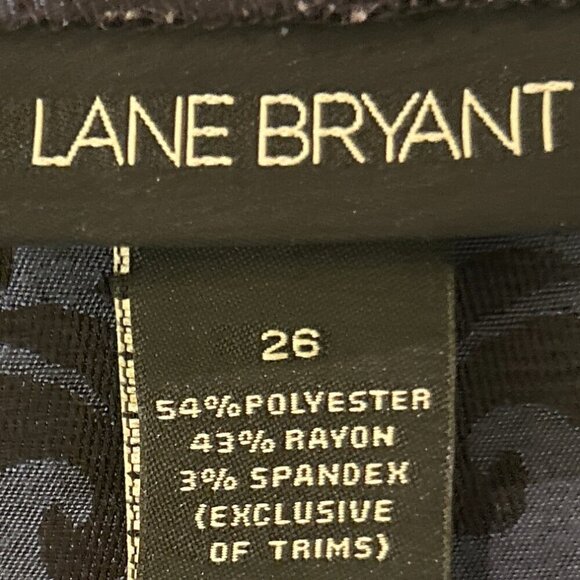 LANE BRYANT
26
54% POLYESTER
43% RAYON
3% SPANDEX
(EXCLUSIVE
OF TRIMS)